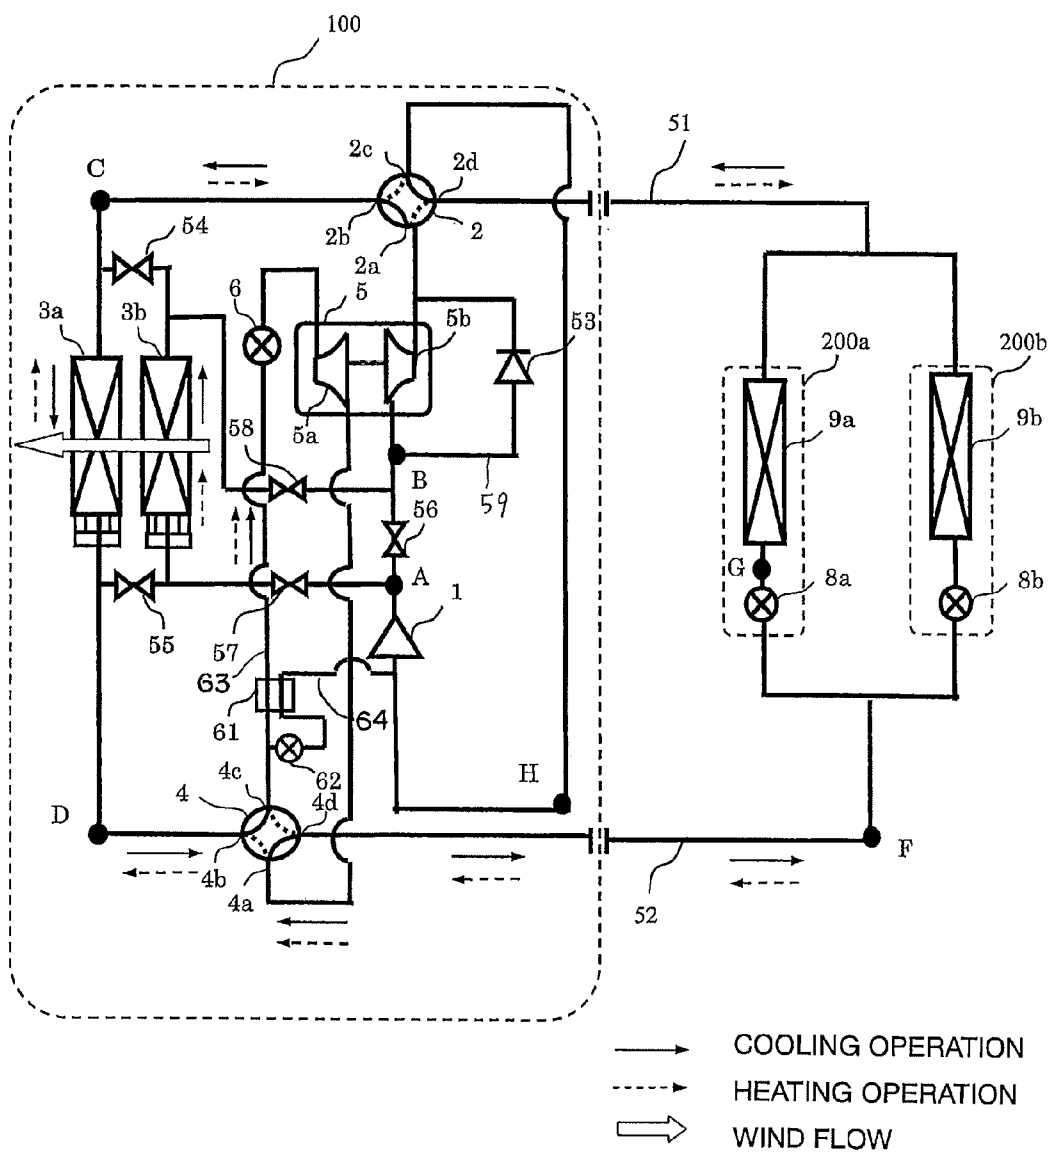 100
51
C
2c
2d
2b
2
2a
54
6
5
5b
53
3a
3b
200a
200b
5a
9a
9b
58
B
59
56
G
A
1
8a
8b
55
57
63
61
64
62
H
4c
4
4d
D
F
4b
4a
52
COOLING OPERATION
HEATING OPERATION
WIND FLOW